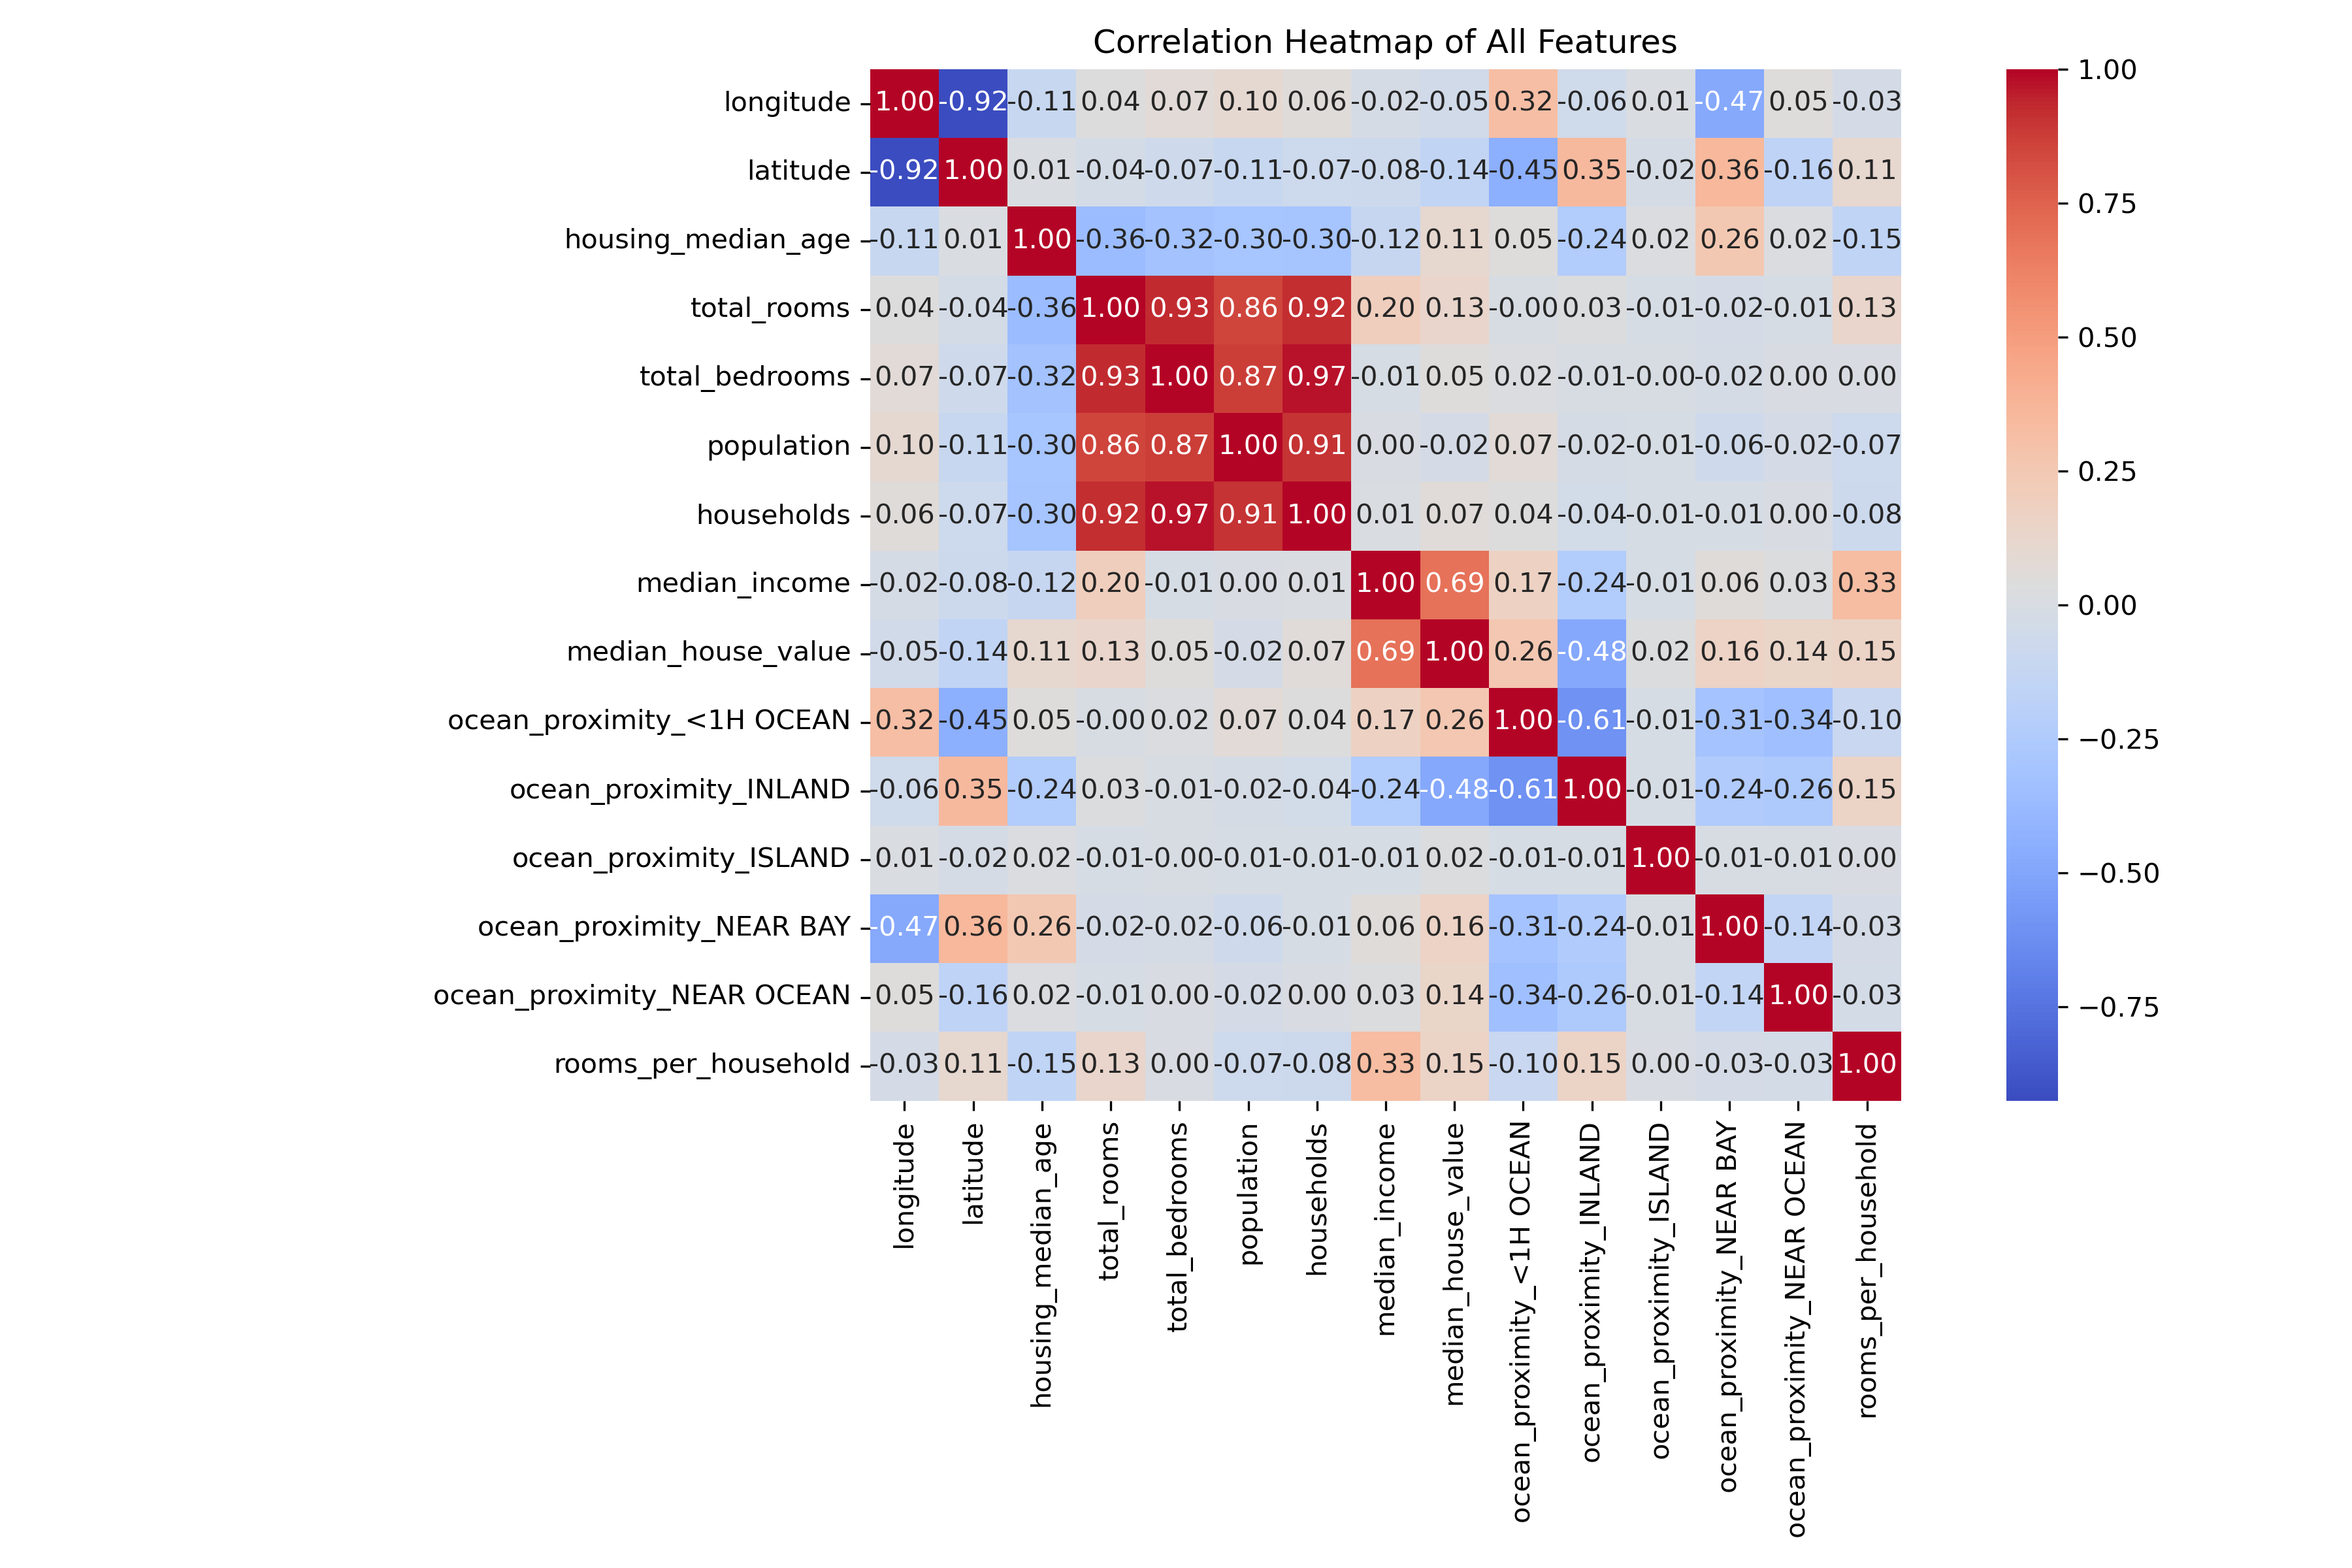 Correlation Heatmap of All Features
longitude 1.00 -0.92 -0.11 0.04 0.07 0.10 0.06 -0.02 -0.05 0.32 -0.06 0.01 -0.47 0.05 -0.03
latitude -0.92 1.00 0.01 -0.04 -0.07 -0.11 -0.07 -0.08 -0.14 -0.45 0.35 -0.02 0.36 -0.16 0.11
housing_median_age -0.11 0.01 1.00 -0.36 -0.32 -0.30 -0.30 -0.12 0.11 0.05 -0.24 0.02 0.26 0.02 -0.15
total_rooms 0.04 -0.04 -0.36 1.00 0.93 0.86 0.92 0.20 0.13 -0.00 0.03 -0.01 -0.02 -0.01 0.13
total_bedrooms 0.07 -0.07 -0.32 0.93 1.00 0.87 0.97 -0.01 0.05 0.02 -0.01 -0.00 -0.02 0.00 0.00
population 0.10 -0.11 -0.30 0.86 0.87 1.00 0.91 0.00 -0.02 0.07 -0.02 -0.01 -0.06 -0.02 -0.07
households 0.06 -0.07 -0.30 0.92 0.97 0.91 1.00 0.01 0.07 0.04 -0.04 -0.01 -0.01 0.00 -0.08
median_income -0.02 -0.08 -0.12 0.20 -0.01 0.00 0.01 1.00 0.69 0.17 -0.24 -0.01 0.06 0.03 0.33
median_house_value -0.05 -0.14 0.11 0.13 0.05 -0.02 0.07 0.69 1.00 0.26 -0.48 0.02 0.16 0.14 0.15
ocean_proximity_<1H OCEAN 0.32 -0.45 0.05 -0.00 0.02 0.07 0.04 0.17 0.26 1.00 -0.61 -0.01 -0.31 -0.34 -0.10
ocean_proximity_INLAND -0.06 0.35 -0.24 0.03 -0.01 -0.02 -0.04 -0.24 -0.48 -0.61 1.00 -0.01 -0.24 -0.26 0.15
ocean_proximity_ISLAND 0.01 -0.02 0.02 -0.01 -0.00 -0.01 -0.01 -0.01 0.02 -0.01 -0.01 1.00 -0.01 -0.01 0.00
ocean_proximity_NEAR BAY -0.47 0.36 0.26 -0.02 -0.02 -0.06 -0.01 0.06 0.16 -0.31 -0.24 -0.01 1.00 -0.14 -0.03
ocean_proximity_NEAR OCEAN 0.05 -0.16 0.02 -0.01 0.00 -0.02 0.00 0.03 0.14 -0.34 -0.26 -0.01 -0.14 1.00 -0.03
rooms_per_household -0.03 0.11 -0.15 0.13 0.00 -0.07 -0.08 0.33 0.15 -0.10 0.15 0.00 -0.03 -0.03 1.00
longitude
latitude
housing_median_age
total_rooms
total_bedrooms
population
households
median_income
median_house_value
ocean_proximity_<1H OCEAN
ocean_proximity_INLAND
ocean_proximity_ISLAND
ocean_proximity_NEAR BAY
ocean_proximity_NEAR OCEAN
rooms_per_household
1.00
0.75
0.50
0.25
0.00
−0.25
−0.50
−0.75